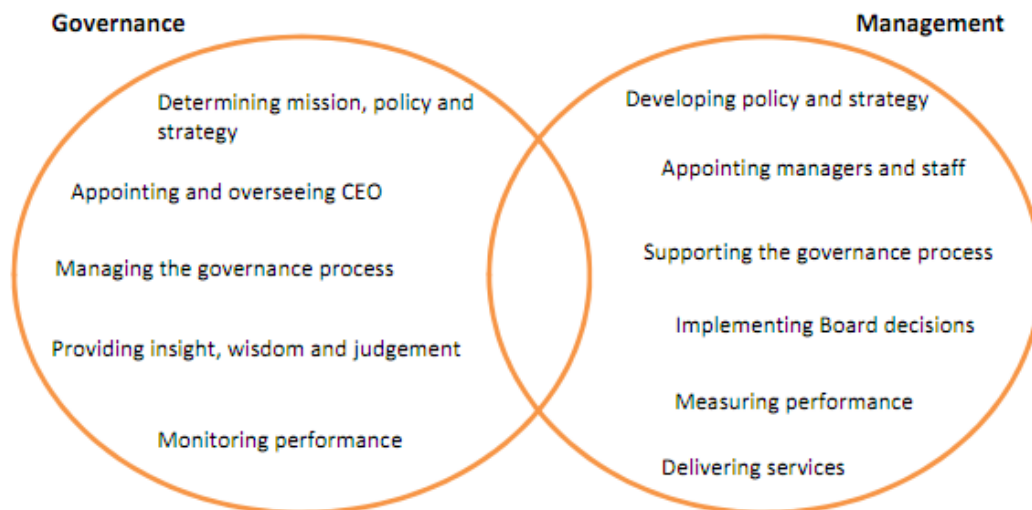 Governance
Determining mission, policy and
strategy
Appointing and overseeing CEO
Managing the governance process
Providing insight, wisdom and judgement
Monitoring performance
Management
Developing policy and strategy
Appointing managers and staff
Supporting the governance process
Implementing Board decisions
Measuring performance
Delivering services